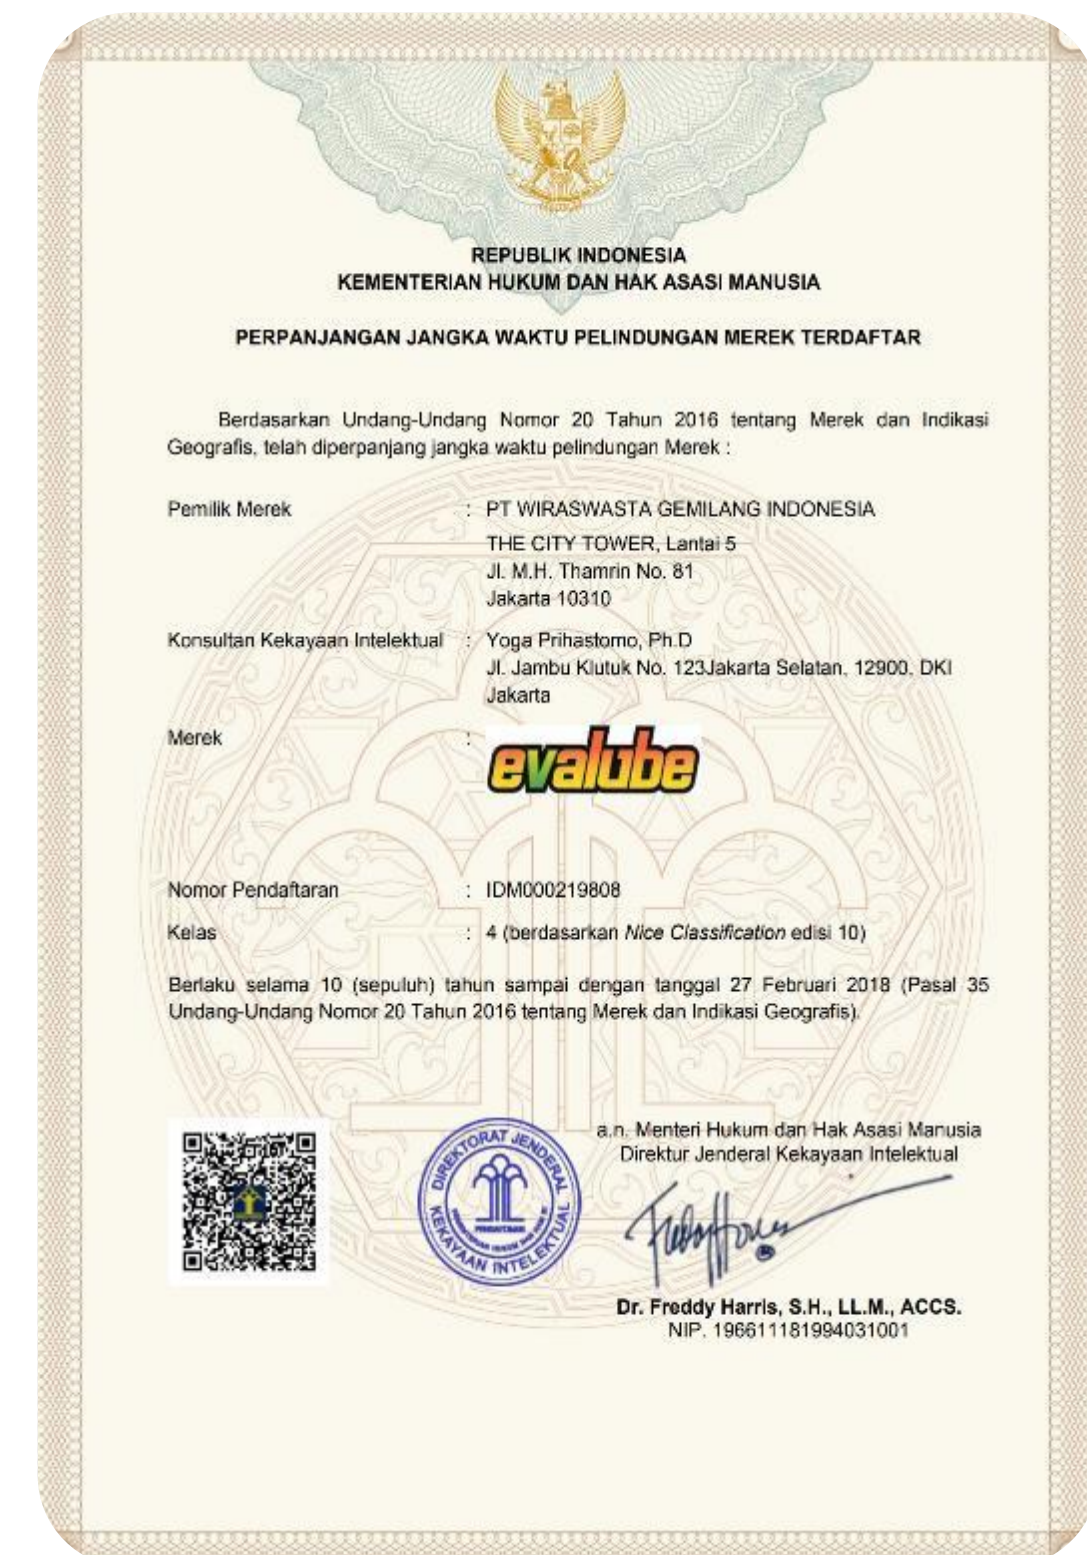 REPUBLIK INDONESIA
KEMENTERIAN HUKUM DAN HAK ASASI MANUSIA
PERPANJANGAN JANGKA WAKTU PELINDUNGAN MEREK TERDAFTAR
Berdasarkan Undang-Undang Nomor 20 Tahun 2016 tentang Merek dan Indikasi
Geografis, telah diperpanjang jangka waktu pelindungan Merek :
Pemilik Merek : PT WIRASWASTA GEMILANG INDONESIA
THE CITY TOWER, Lantai 5
Jl. M.H. Thamrin No. 81
Jakarta 10310
Konsultan Kekayaan Intelektual : Yoga Prihastomo, Ph.D
Jl. Jambu Klutuk No. 123Jakarta Selatan, 12900, DKI
Jakarta
Merek : evalube
Nomor Pendaftaran : IDM000219808
Kelas : 4 (berdasarkan Nice Classification edisi 10)
Berlaku selama 10 (sepuluh) tahun sampai dengan tanggal 27 Februari 2018 (Pasal 35
Undang-Undang Nomor 20 Tahun 2016 tentang Merek dan Indikasi Geografis).
a.n. Menteri Hukum dan Hak Asasi Manusia
Direktur Jenderal Kekayaan Intelektual
DIREKTORAT JENDERAL
KEKAYAAN INTELEKTUAL
Dr. Freddy Harris, S.H., LL.M., ACCS.
NIP. 196611181994031001